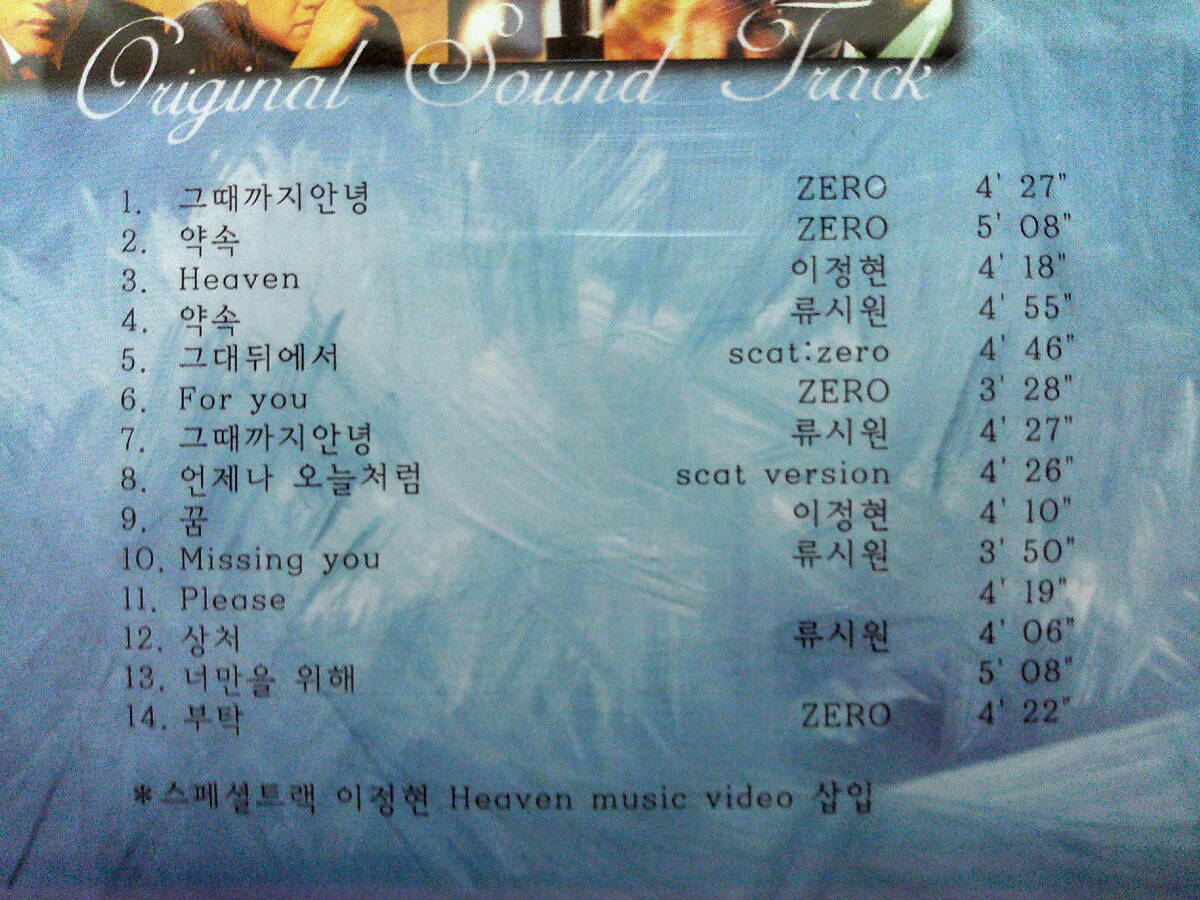 Original Sound Track
1. 그때까지안녕 ZERO 4' 27"
2. 약속 ZERO 5' 08"
3. Heaven 이정현 4' 18"
4. 약속 류시원 4' 55"
5. 그대뒤에서 scat:zero 4' 46"
6. For you ZERO 3' 28"
7. 그때까지안녕 류시원 4' 27"
8. 언제나 오늘처럼 scat version 4' 26"
9. 꿈 이정현 4' 10"
10. Missing you 류시원 3' 50"
11. Please 4' 19"
12. 상처 류시원 4' 06"
13. 너만을 위해 5' 08"
14. 부탁 ZERO 4' 22"
*스페셜트랙 이정현 Heaven music video 삽입